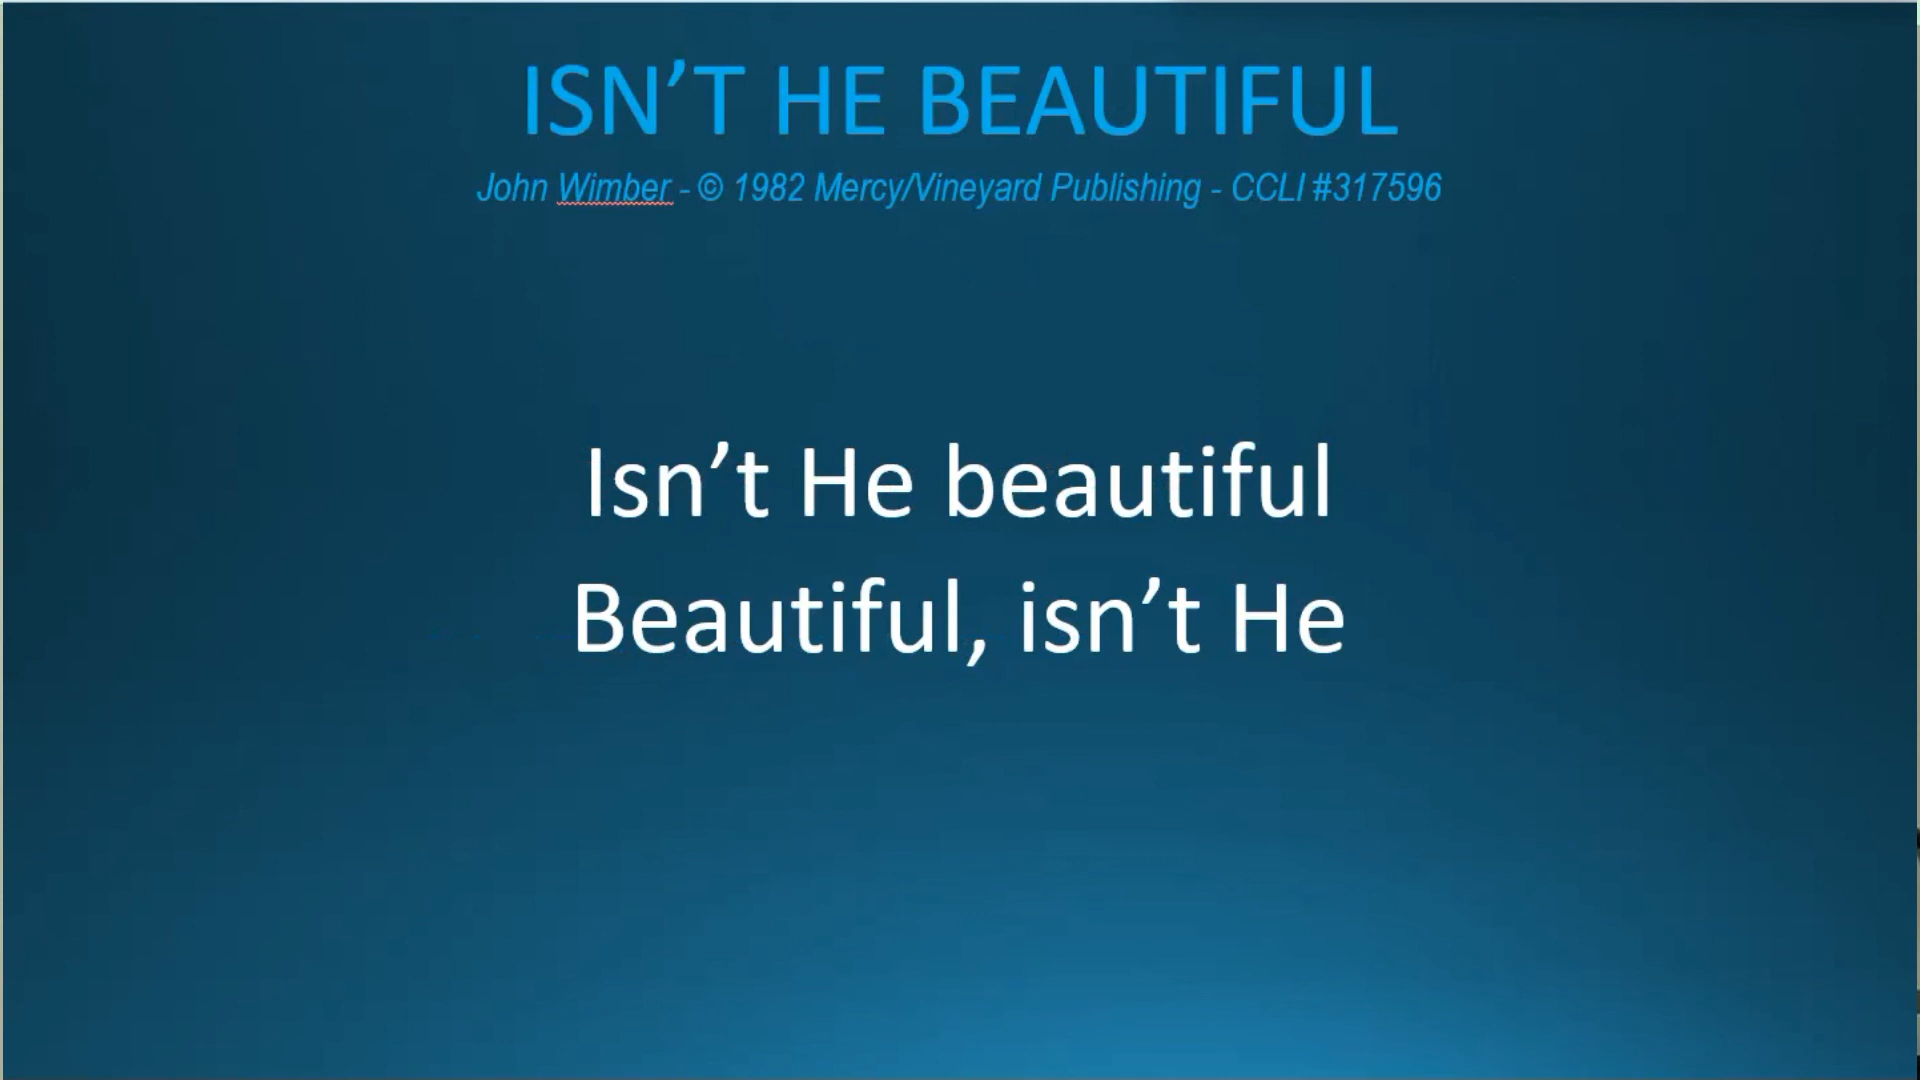 ISN’T HE BEAUTIFUL
John Wimber - © 1982 Mercy/Vineyard Publishing - CCLI #317596
Isn’t He beautiful
Beautiful, isn’t He